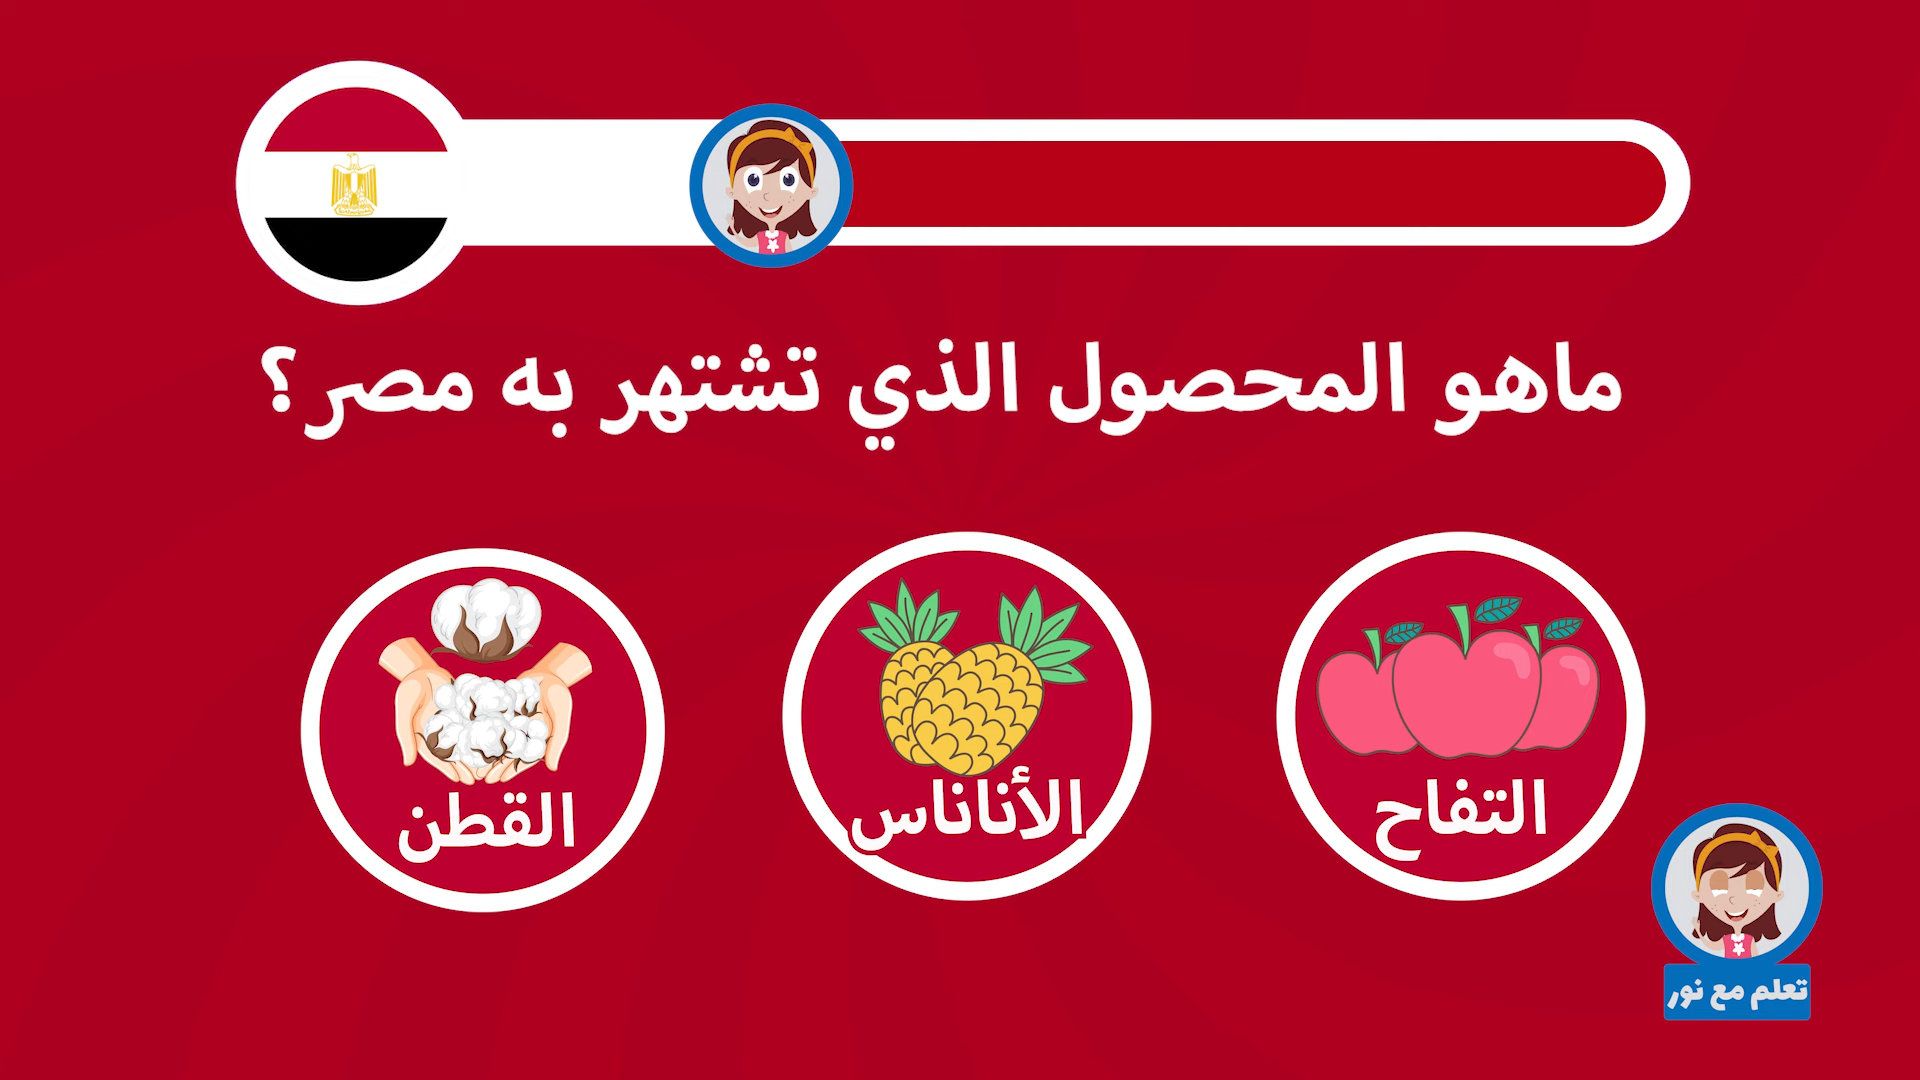 ماهو المحصول الذي تشتهر به مصر؟
التفاح
الأناناس
القطن
تعلم مع نور